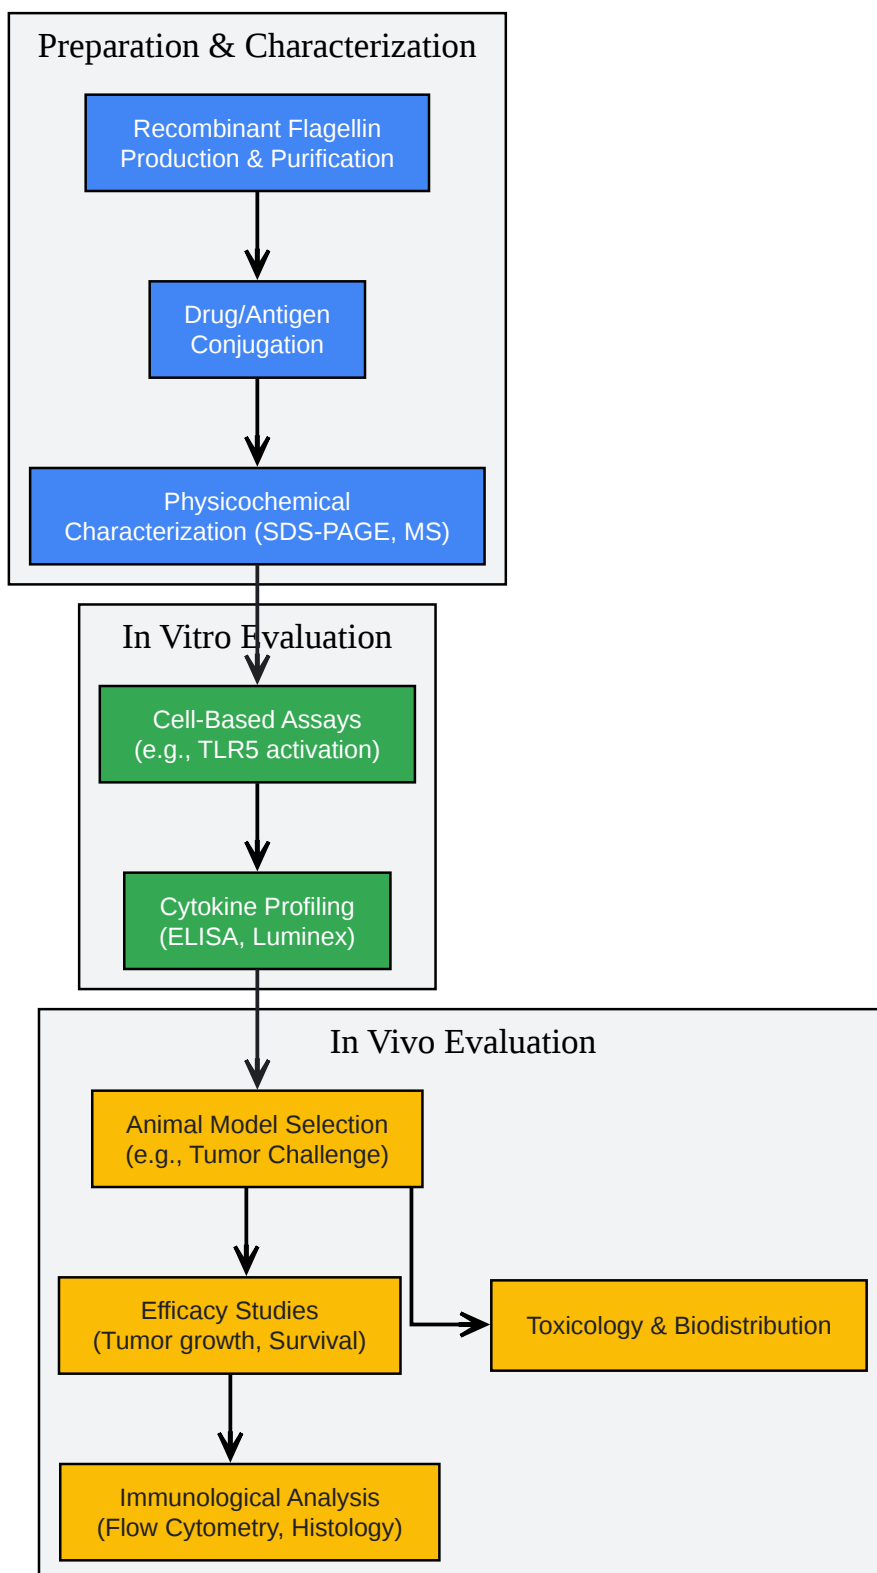 Preparation & Characterization
Recombinant Flagellin
Production & Purification
Drug/Antigen
Conjugation
Physicochemical
Characterization (SDS-PAGE, MS)
In Vitro Evaluation
Cell-Based Assays
(e.g., TLR5 activation)
Cytokine Profiling
(ELISA, Luminex)
In Vivo Evaluation
Animal Model Selection
(e.g., Tumor Challenge)
Efficacy Studies
(Tumor growth, Survival)
Toxicology & Biodistribution
Immunological Analysis
(Flow Cytometry, Histology)